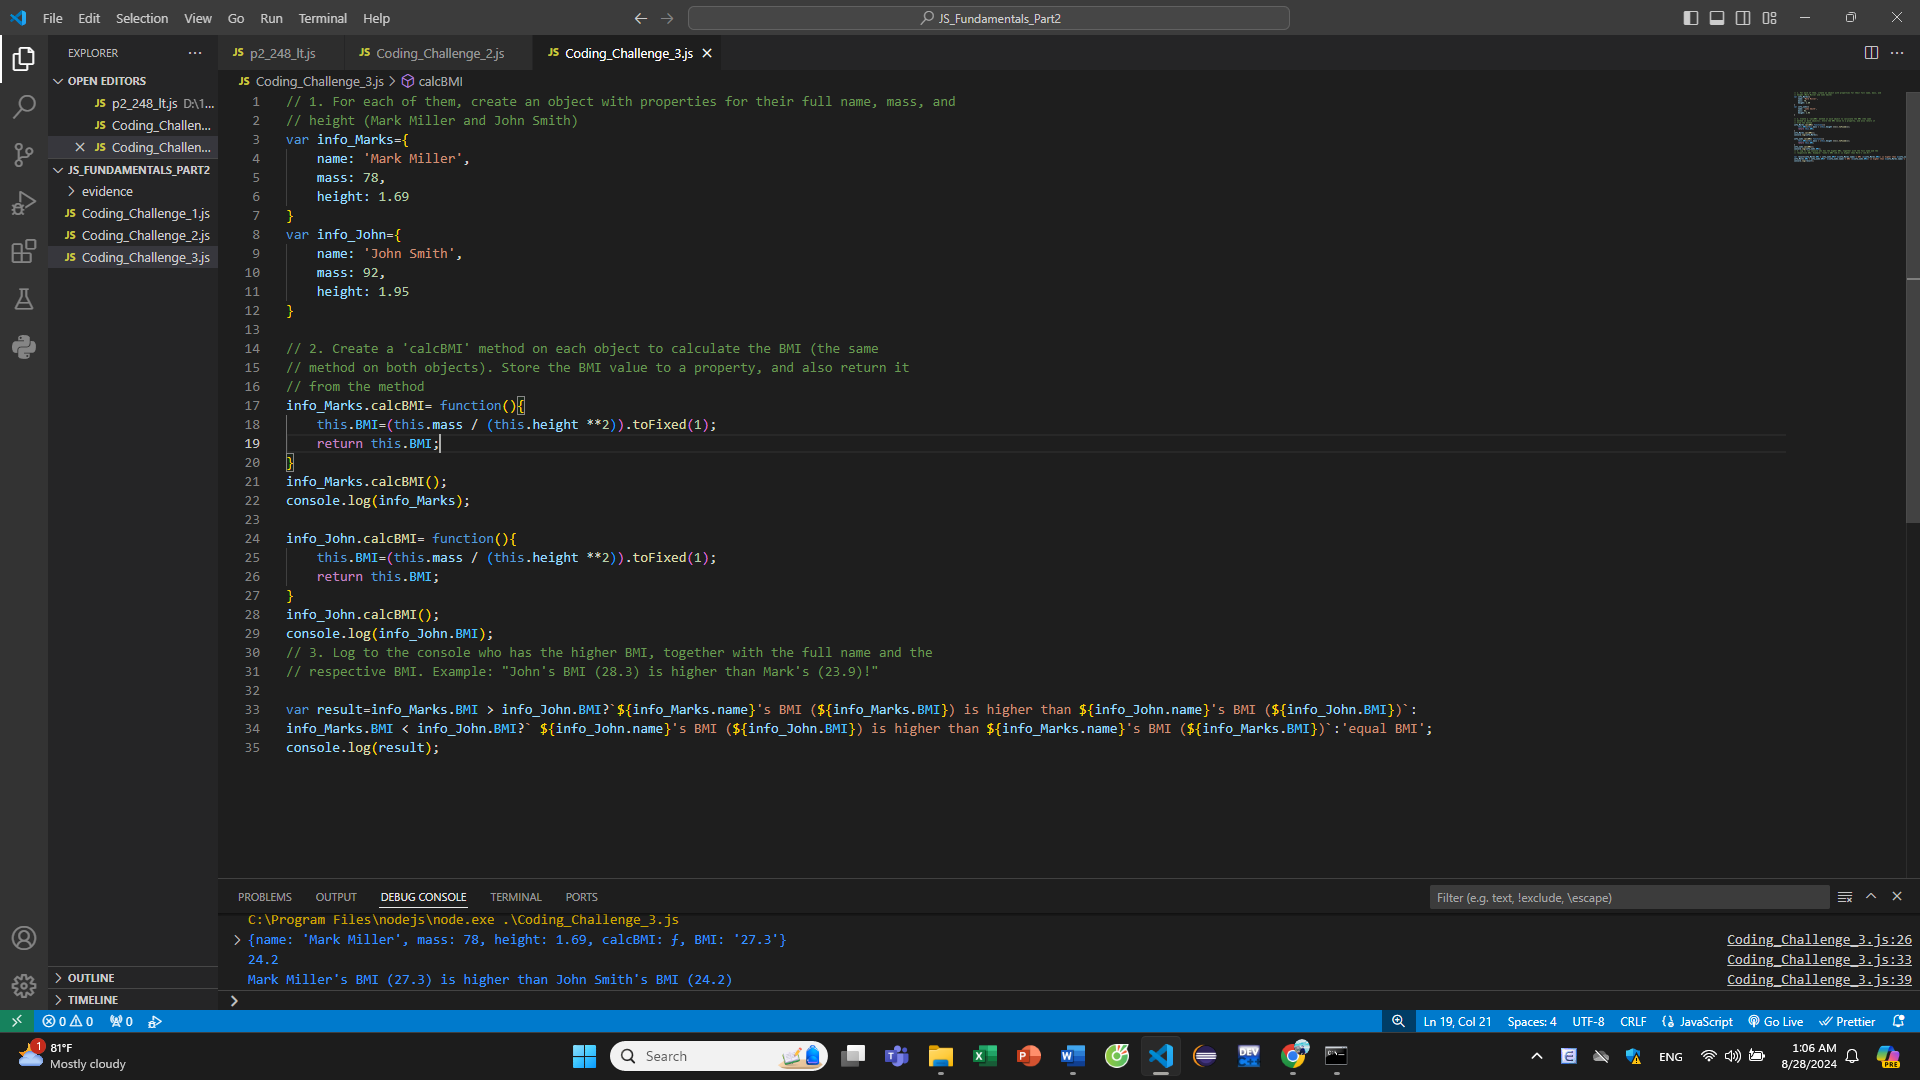 File Edit Selection View Go Run Terminal Help
JS_Fundamentals_Part2
EXPLORER
OPEN EDITORS
JS p2_248_lt.js D:\1...
JS Coding_Challen...
JS Coding_Challen...
JS_FUNDAMENTALS_PART2
evidence
JS Coding_Challenge_1.js
JS Coding_Challenge_2.js
JS Coding_Challenge_3.js
OUTLINE
TIMELINE
JS p2_248_lt.js JS Coding_Challenge_2.js JS Coding_Challenge_3.js
JS Coding_Challenge_3.js > calcBMI
1 // 1. For each of them, create an object with properties for their full name, mass, and
2 // height (Mark Miller and John Smith)
3 var info_Marks={
4 name: 'Mark Miller',
5 mass: 78,
6 height: 1.69
7 }
8 var info_John={
9 name: 'John Smith',
10 mass: 92,
11 height: 1.95
12 }
13
14 // 2. Create a 'calcBMI' method on each object to calculate the BMI (the same
15 // method on both objects). Store the BMI value to a property, and also return it
16 // from the method
17 info_Marks.calcBMI= function(){
18 this.BMI=(this.mass / (this.height **2)).toFixed(1);
19 return this.BMI;
20 }
21 info_Marks.calcBMI();
22 console.log(info_Marks);
23
24 info_John.calcBMI= function(){
25 this.BMI=(this.mass / (this.height **2)).toFixed(1);
26 return this.BMI;
27 }
28 info_John.calcBMI();
29 console.log(info_John.BMI);
30 // 3. Log to the console who has the higher BMI, together with the full name and the
31 // respective BMI. Example: "John's BMI (28.3) is higher than Mark's (23.9)!"
32
33 var result=info_Marks.BMI > info_John.BMI?`${info_Marks.name}'s BMI (${info_Marks.BMI}) is higher than ${info_John.name}'s BMI (${info_John.BMI})`:
34 info_Marks.BMI < info_John.BMI?` ${info_John.name}'s BMI (${info_John.BMI}) is higher than ${info_Marks.name}'s BMI (${info_Marks.BMI})`:'equal BMI';
35 console.log(result);
PROBLEMS OUTPUT DEBUG CONSOLE TERMINAL PORTS
Filter (e.g. text, !exclude, \escape)
C:\Program Files\nodejs\node.exe .\Coding_Challenge_3.js
{name: 'Mark Miller', mass: 78, height: 1.69, calcBMI: ƒ, BMI: '27.3'} Coding_Challenge_3.js:26
24.2 Coding_Challenge_3.js:33
Mark Miller's BMI (27.3) is higher than John Smith's BMI (24.2) Coding_Challenge_3.js:39
0 0 0 Ln 19, Col 21 Spaces: 4 UTF-8 CRLF {} JavaScript Go Live Prettier
1 81°F
Mostly cloudy
Search
DEV
ENG
1:06 AM
8/28/2024
PRE